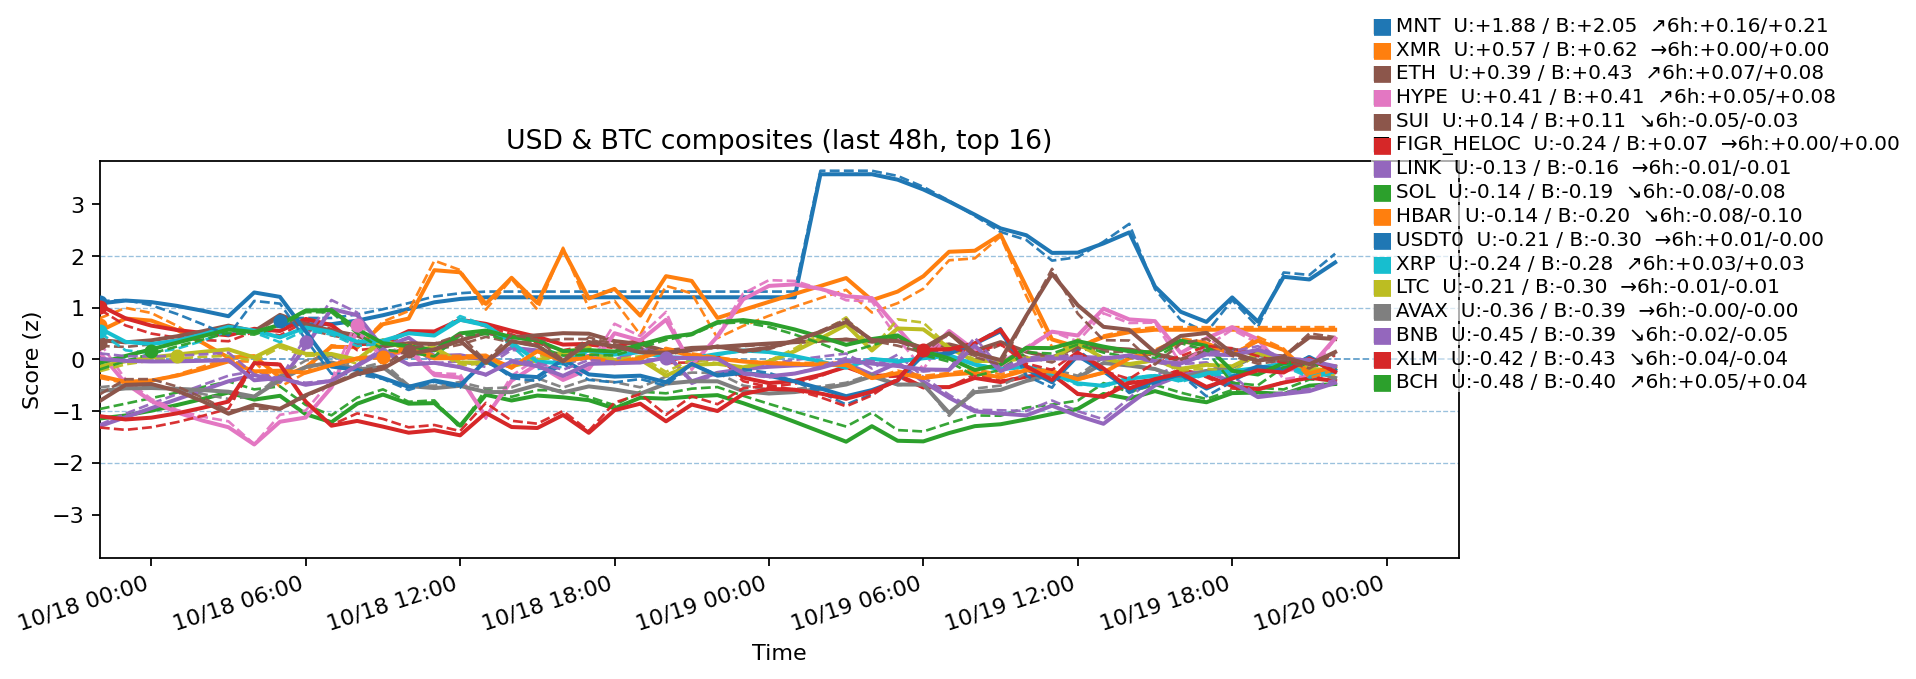 MNT U:+1.88 / B:+2.05 ↗6h:+0.16/+0.21
XMR U:+0.57 / B:+0.62 →6h:+0.00/+0.00
ETH U:+0.39 / B:+0.43 ↗6h:+0.07/+0.08
HYPE U:+0.41 / B:+0.41 ↗6h:+0.05/+0.08
SUI U:+0.14 / B:+0.11 ↘6h:-0.05/-0.03
FIGR_HELOC U:-0.24 / B:+0.07 →6h:+0.00/+0.00
LINK U:-0.13 / B:-0.16 →6h:-0.01/-0.01
SOL U:-0.14 / B:-0.19 ↘6h:-0.08/-0.08
HBAR U:-0.14 / B:-0.20 ↘6h:-0.08/-0.10
USDT0 U:-0.21 / B:-0.30 →6h:+0.01/-0.00
XRP U:-0.24 / B:-0.28 ↗6h:+0.03/+0.03
LTC U:-0.21 / B:-0.30 →6h:-0.01/-0.01
AVAX U:-0.36 / B:-0.39 →6h:-0.00/-0.00
BNB U:-0.45 / B:-0.39 ↘6h:-0.02/-0.05
XLM U:-0.42 / B:-0.43 ↘6h:-0.04/-0.04
BCH U:-0.48 / B:-0.40 ↗6h:+0.05/+0.04
USD & BTC composites (last 48h, top 16)
Score (z)
3
2
1
0
−1
−2
−3
10/18 00:00
10/18 06:00
10/18 12:00
10/18 18:00
10/19 00:00
10/19 06:00
10/19 12:00
10/19 18:00
10/20 00:00
Time